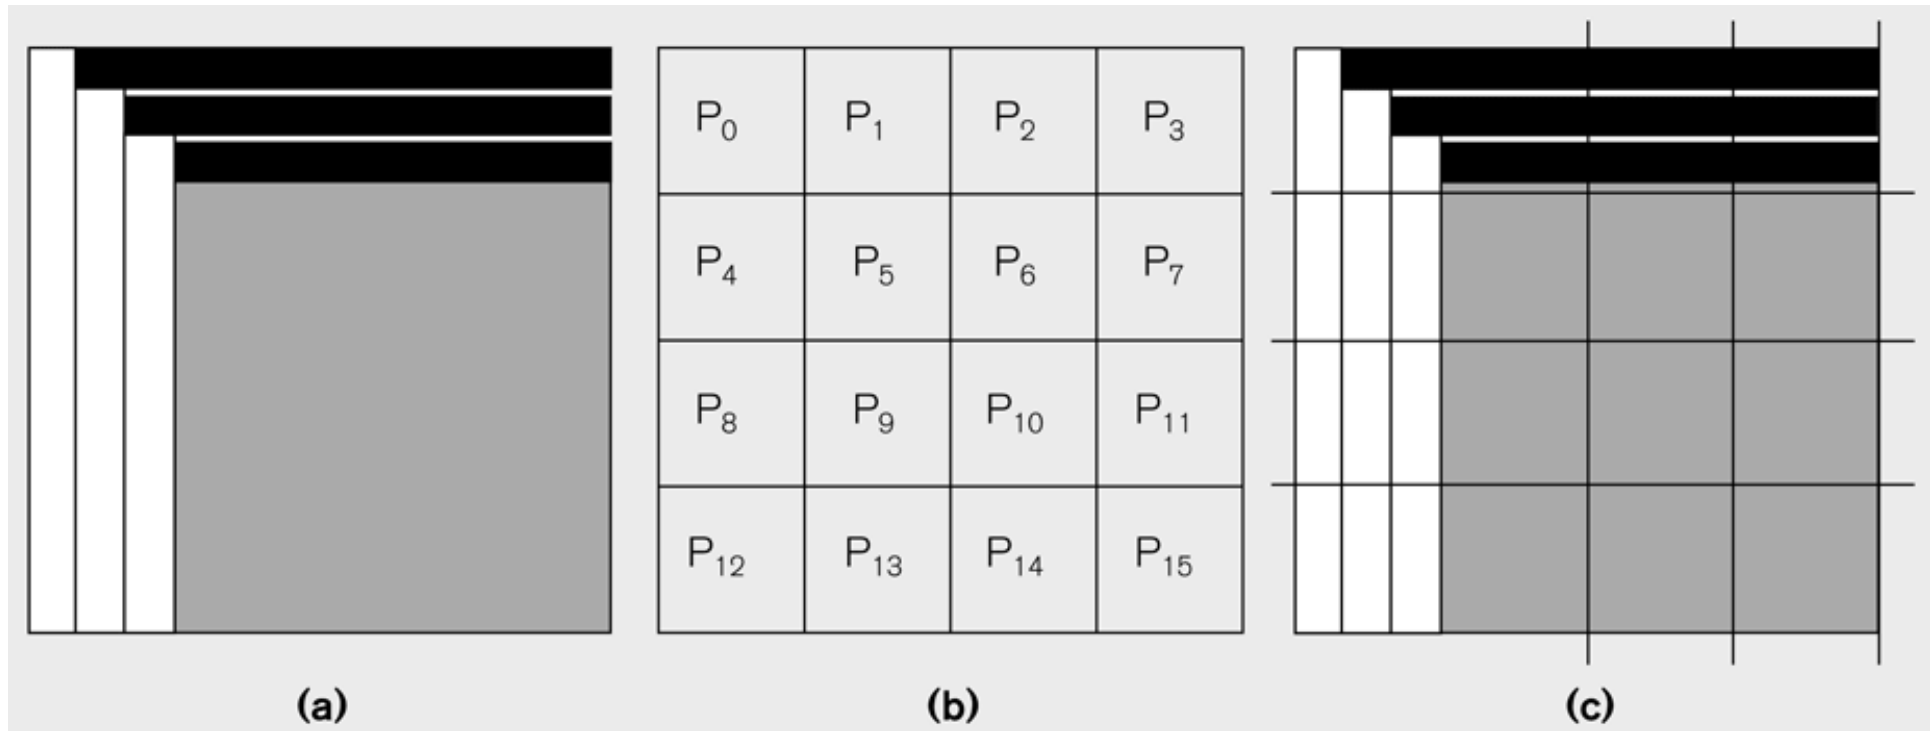 P₀ P₁ P₂ P₃
P₄ P₅ P₆ P₇
P₈ P₉ P₁₀ P₁₁
P₁₂ P₁₃ P₁₄ P₁₅
(a) (b) (c)